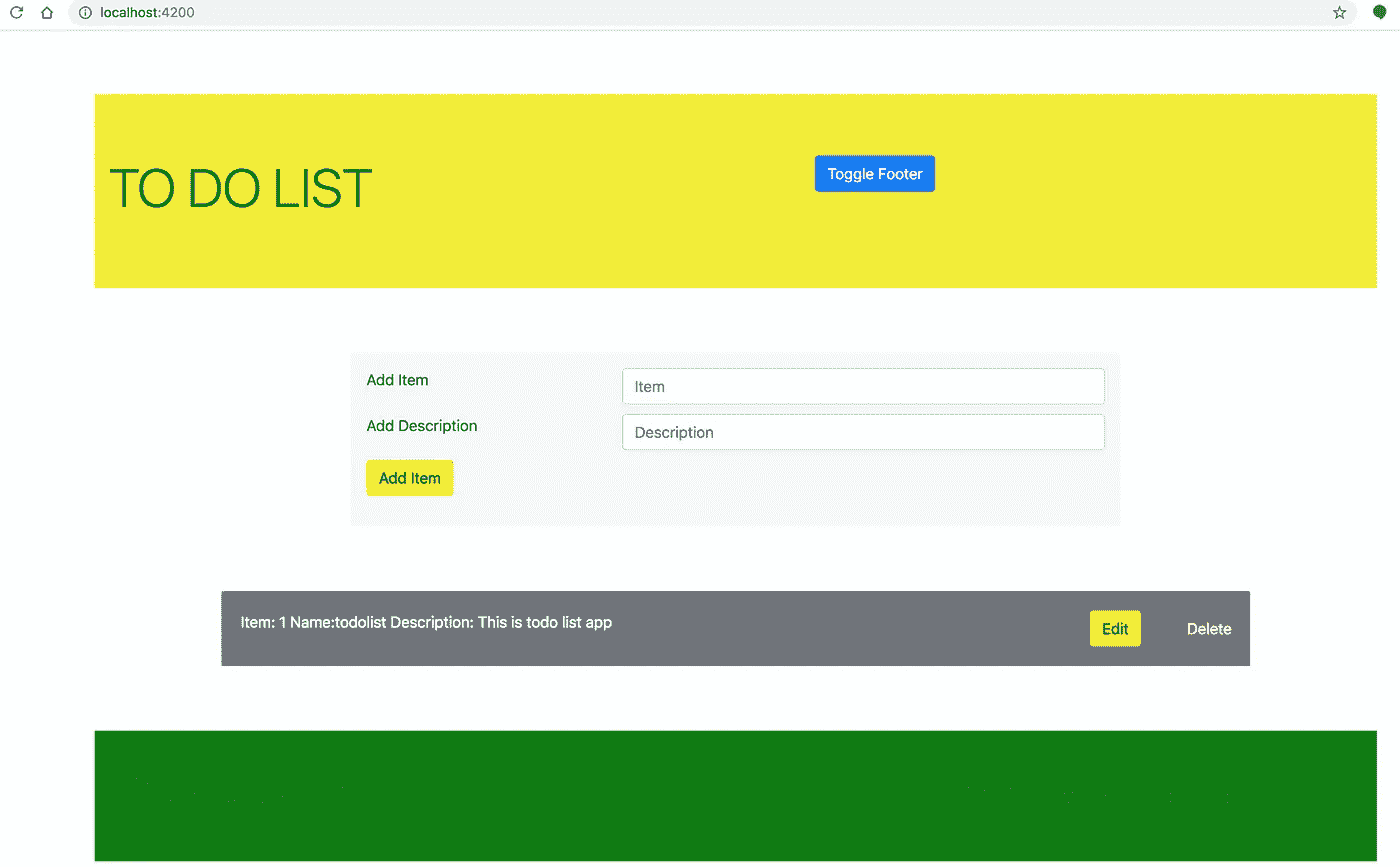 localhost:4200
TO DO LIST
Toggle Footer
Add Item
Item
Add Description
Description
Add Item
Item: 1 Name:todolist Description: This is todo list app
Edit
Delete